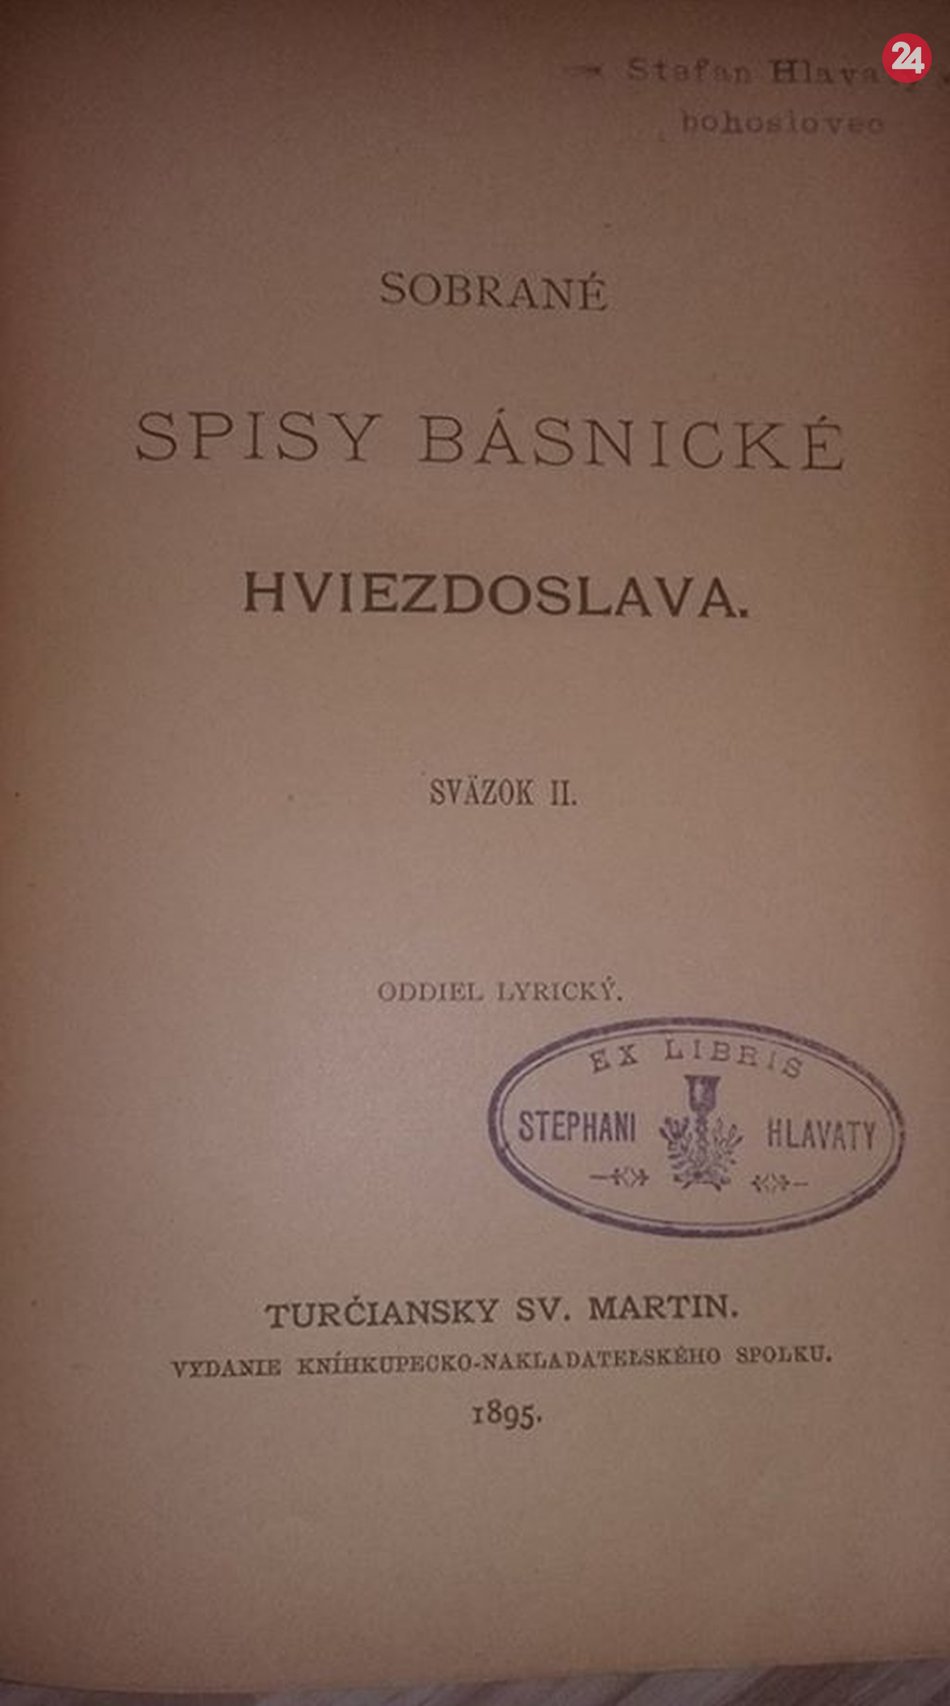 24
Stefan Hlavaty
bohoslovec
SOBRANÉ
SPISY BÁSNICKÉ
HVIEZDOSLAVA.
SVÄZOK II.
ODDIEL LYRICKÝ.
EX LIBRIS
STEPHANI HLAVATY
TURČIANSKY SV. MARTIN.
VYDANIE KNÍHKUPECKO-NAKLADATEĽSKÉHO SPOLKU.
1895.